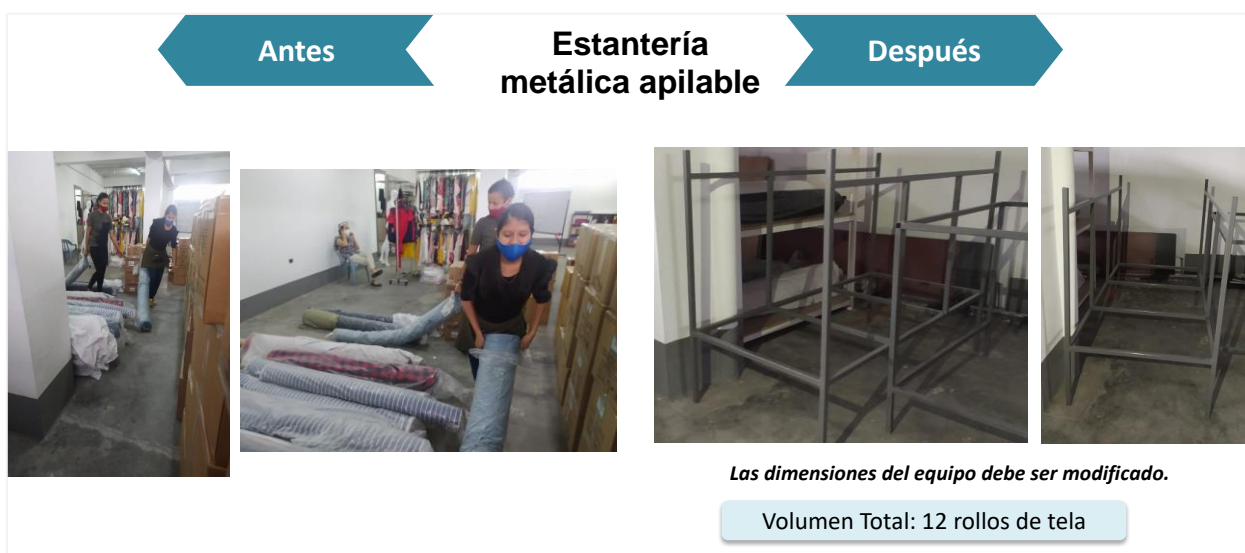 Antes
Estantería
metálica apilable
Después
Las dimensiones del equipo debe ser modificado.
Volumen Total: 12 rollos de tela